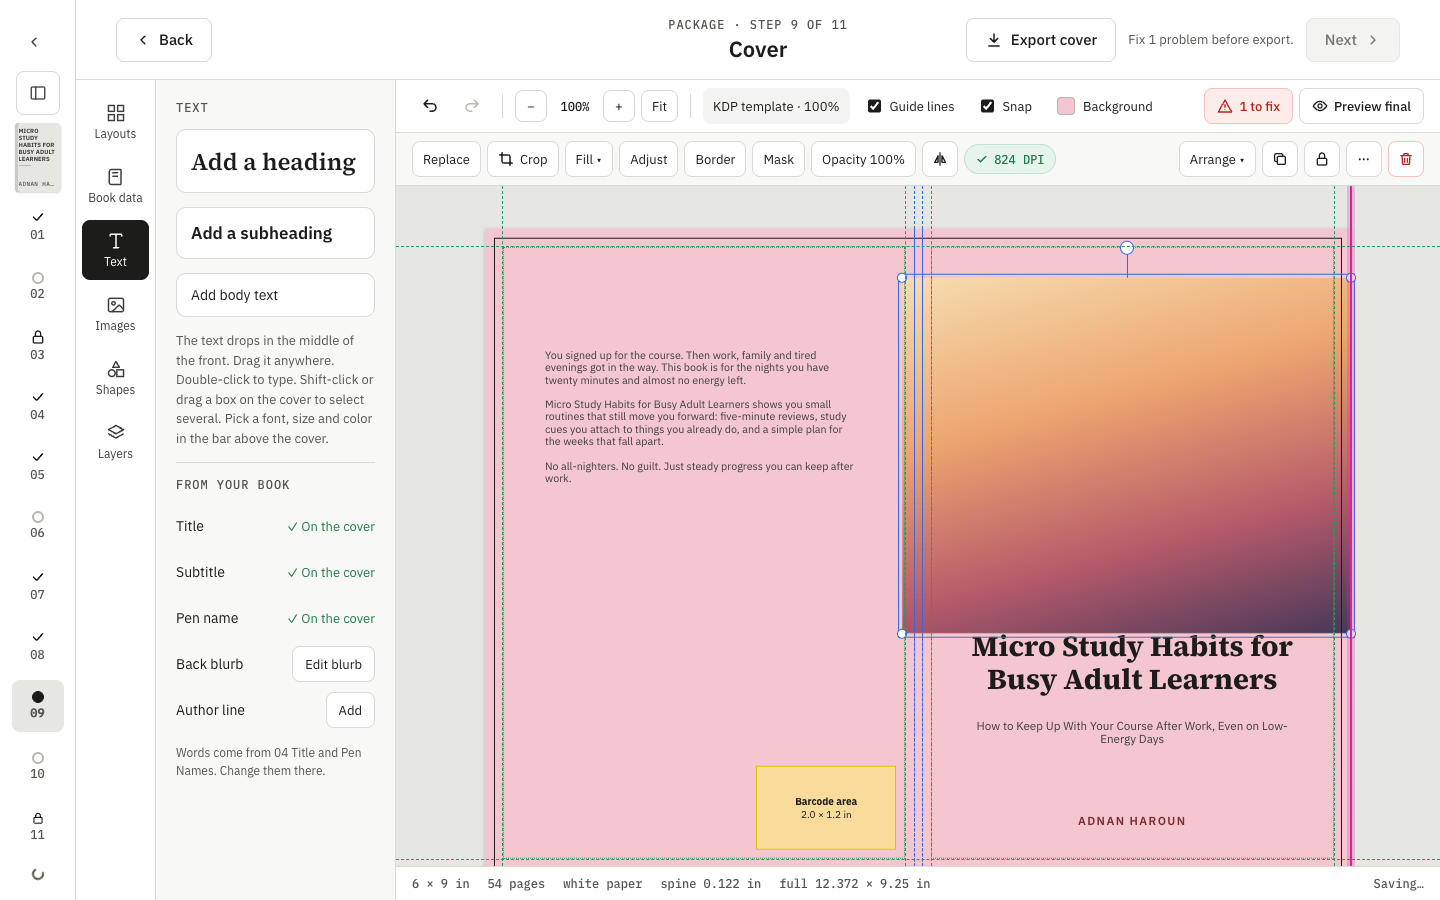 PACKAGE · STEP 9 OF 11
Back
Cover
Export cover
Fix 1 problem before export.
Next
MICRO
STUDY
HABITS FOR
BUSY ADULT
LEARNERS
ADNAN HA…
01
02
03
04
05
06
07
08
09
10
11
Layouts
Book data
Text
Images
Shapes
Layers
TEXT
Add a heading
Add a subheading
Add body text
The text drops in the middle of
the front. Drag it anywhere.
Double-click to type. Shift-click or
drag a box on the cover to select
several. Pick a font, size and color
in the bar above the cover.
FROM YOUR BOOK
Title On the cover
Subtitle On the cover
Pen name On the cover
Back blurb Edit blurb
Author line Add
Words come from 04 Title and Pen
Names. Change them there.
− 100% + Fit KDP template · 100% Guide lines Snap Background 1 to fix Preview final
Replace Crop Fill Adjust Border Mask Opacity 100% 824 DPI Arrange
You signed up for the course. Then work, family and tired
evenings got in the way. This book is for the nights you have
twenty minutes and almost no energy left.
Micro Study Habits for Busy Adult Learners shows you small
routines that still move you forward: five-minute reviews, study
cues you attach to things you already do, and a simple plan for
the weeks that fall apart.
No all-nighters. No guilt. Just steady progress you can keep after
work.
Barcode area
2.0 × 1.2 in
Micro Study Habits for
Busy Adult Learners
How to Keep Up With Your Course After Work, Even on Low-
Energy Days
ADNAN HAROUN
6 × 9 in 54 pages white paper spine 0.122 in full 12.372 × 9.25 in Saving…